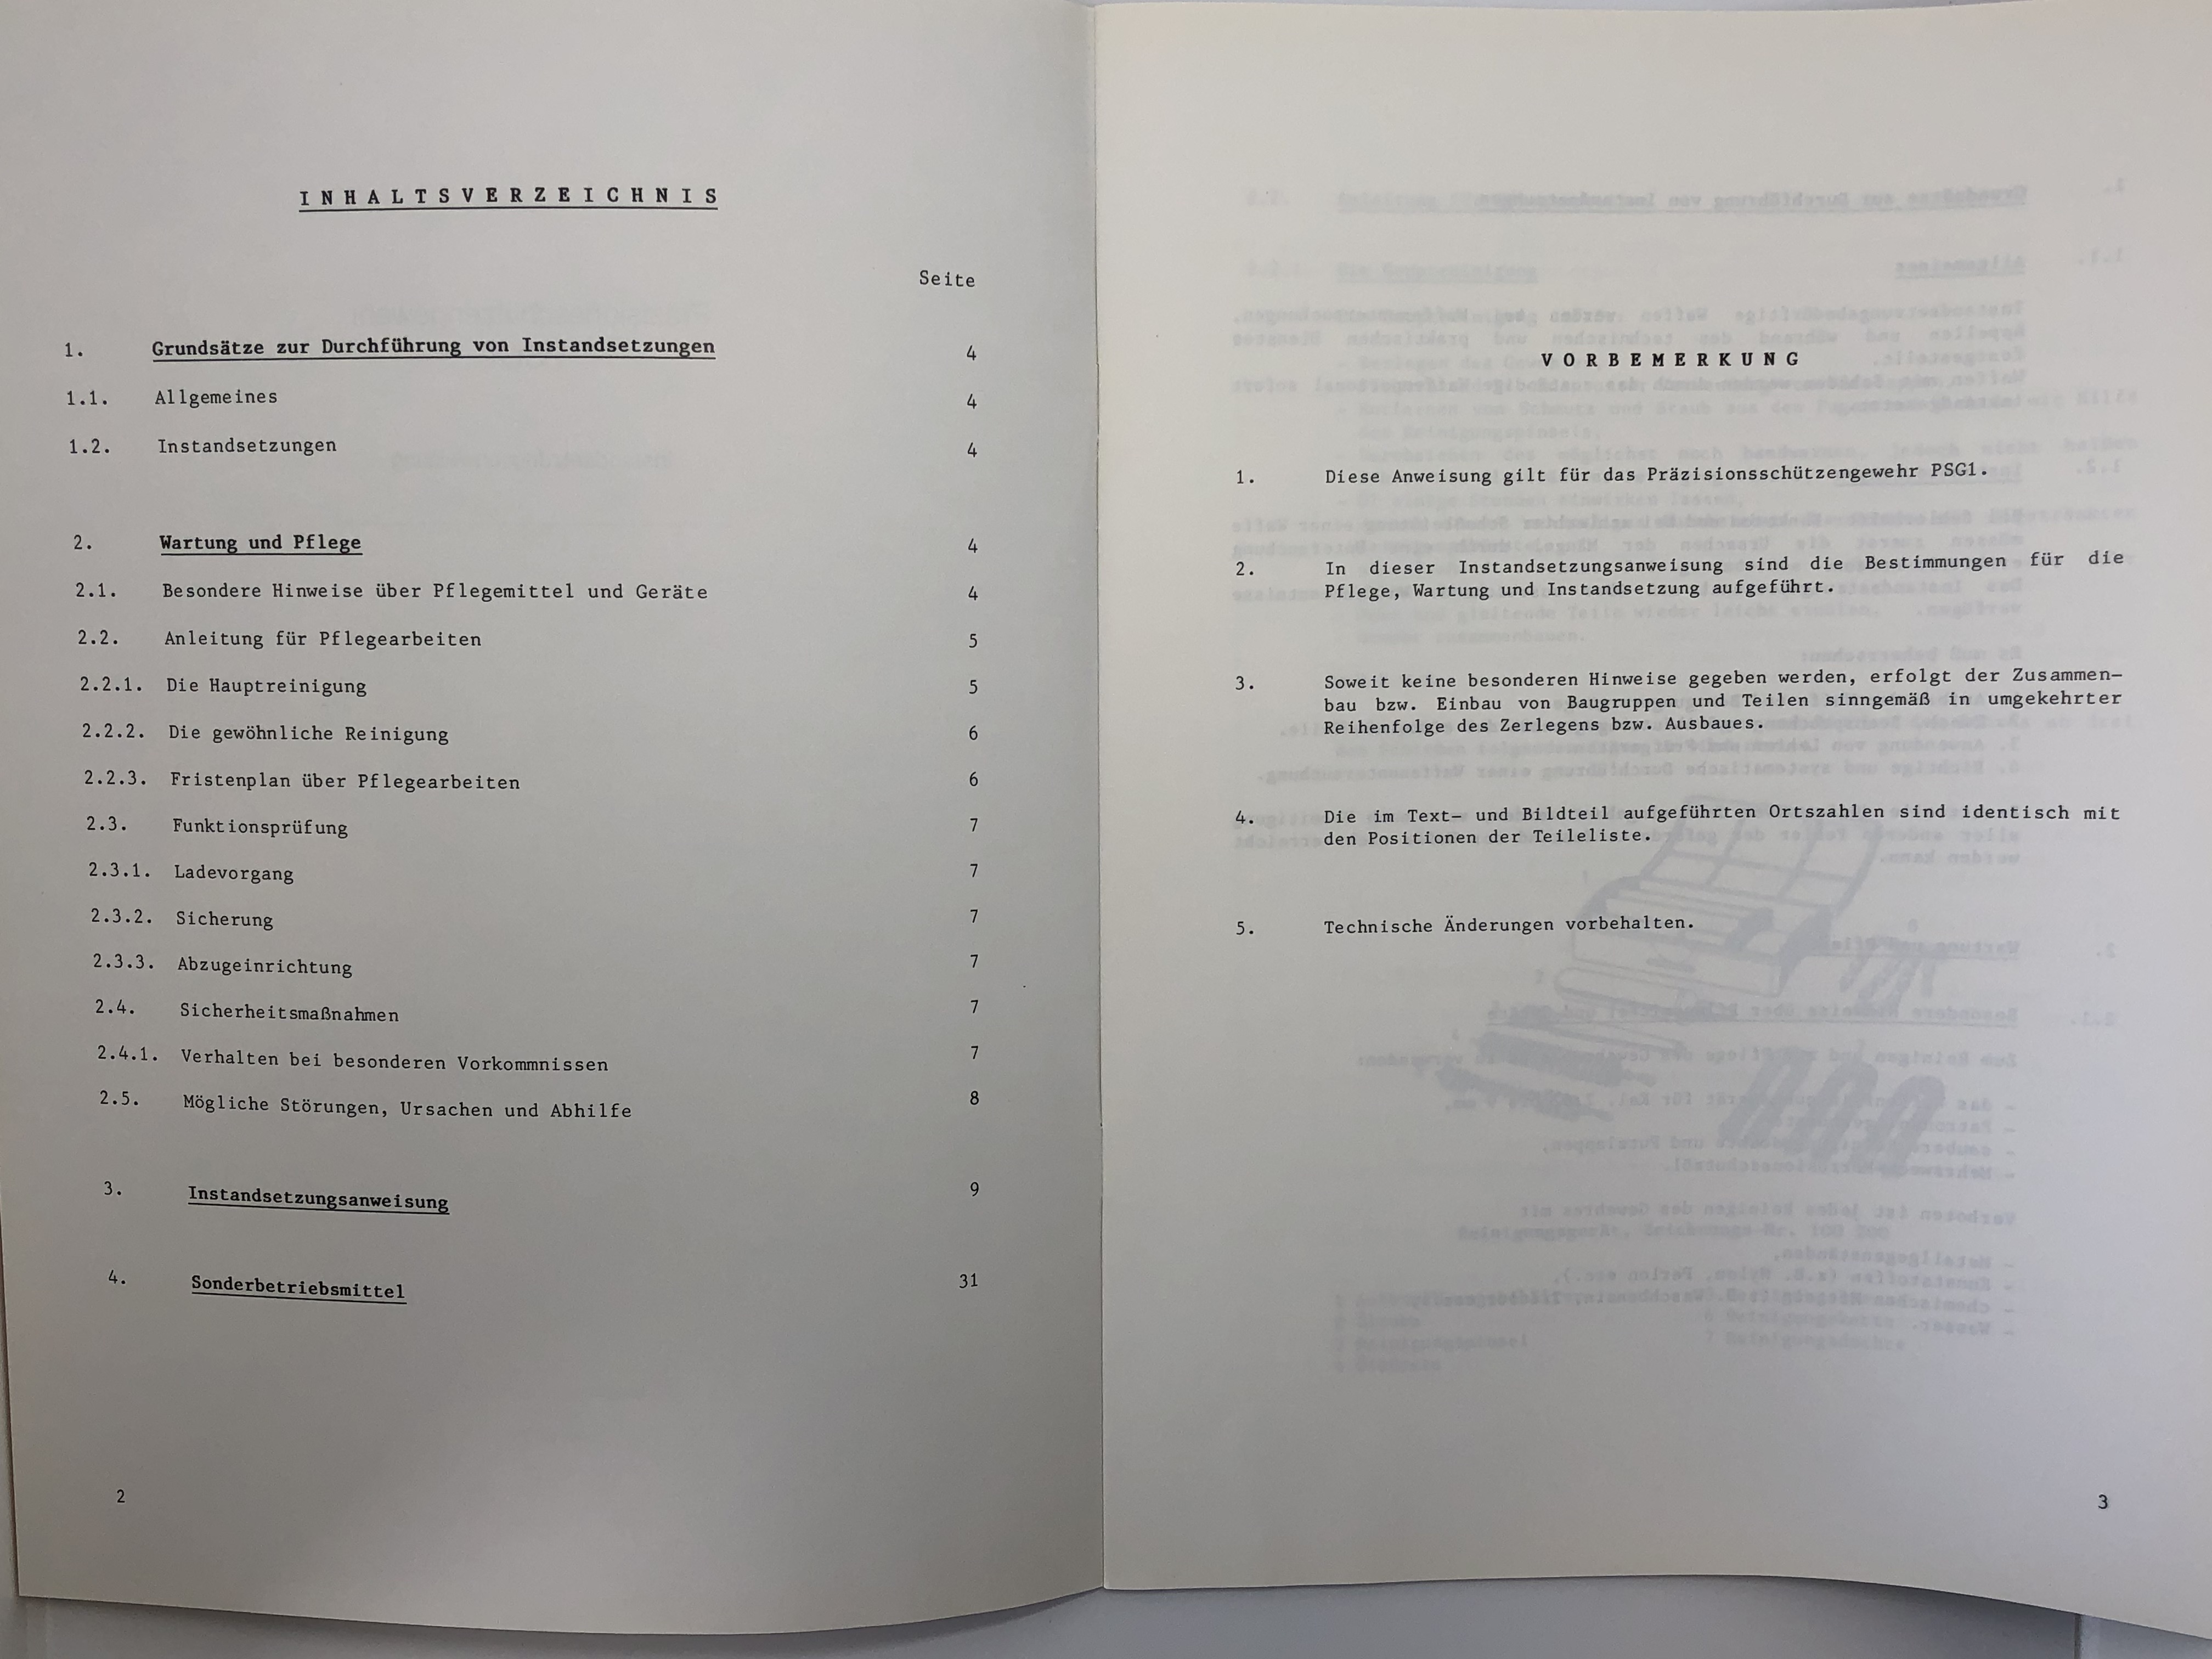 INHALTSVERZEICHNIS
Seite
1. Grundsätze zur Durchführung von Instandsetzungen 4
1.1. Allgemeines 4
1.2. Instandsetzungen 4
2. Wartung und Pflege 4
2.1. Besondere Hinweise über Pflegemittel und Geräte 4
2.2. Anleitung für Pflegearbeiten 5
2.2.1. Die Hauptreinigung 5
2.2.2. Die gewöhnliche Reinigung 6
2.2.3. Fristenplan über Pflegearbeiten 6
2.3. Funktionsprüfung 7
2.3.1. Ladevorgang 7
2.3.2. Sicherung 7
2.3.3. Abzugeinrichtung 7
2.4. Sicherheitsmaßnahmen 7
2.4.1. Verhalten bei besonderen Vorkommnissen 7
2.5. Mögliche Störungen, Ursachen und Abhilfe 8
3. Instandsetzungsanweisung 9
4. Sonderbetriebsmittel 31
2
VORBEMERKUNG
1. Diese Anweisung gilt für das Präzisionsschützengewehr PSG1.
2. In dieser Instandsetzungsanweisung sind die Bestimmungen für die
Pflege, Wartung und Instandsetzung aufgeführt.
3. Soweit keine besonderen Hinweise gegeben werden, erfolgt der Zusammen-
bau bzw. Einbau von Baugruppen und Teilen sinngemäß in umgekehrter
Reihenfolge des Zerlegens bzw. Ausbaues.
4. Die im Text- und Bildteil aufgeführten Ortszahlen sind identisch mit
den Positionen der Teileliste.
5. Technische Änderungen vorbehalten.
3